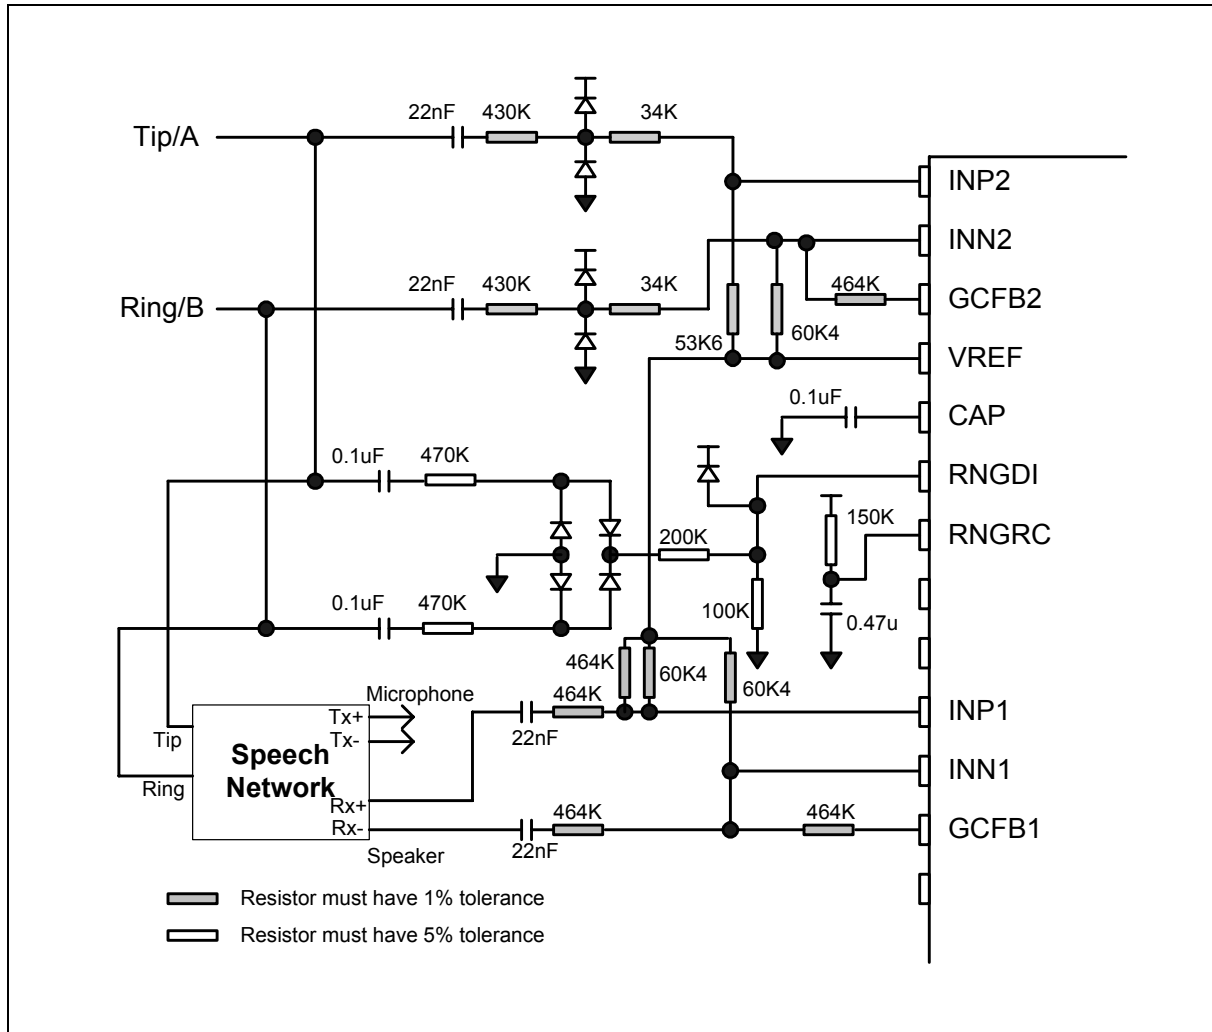 22nF 430K 34K
Tip/A
INP2
INN2
22nF 430K 34K 464K
Ring/B
GCFB2
53K6 60K4
VREF
0.1uF
CAP
0.1uF 470K
RNGDI
150K
RNGRC
200K
0.1uF 470K
100K
0.47u
464K
60K4
60K4
Microphone
464K
Tx+
INP1
Tip
Tx-
22nF
Speech
Network
INN1
Ring
Rx+
464K 464K
Rx-
GCFB1
Speaker
22nF
Resistor must have 1% tolerance
Resistor must have 5% tolerance